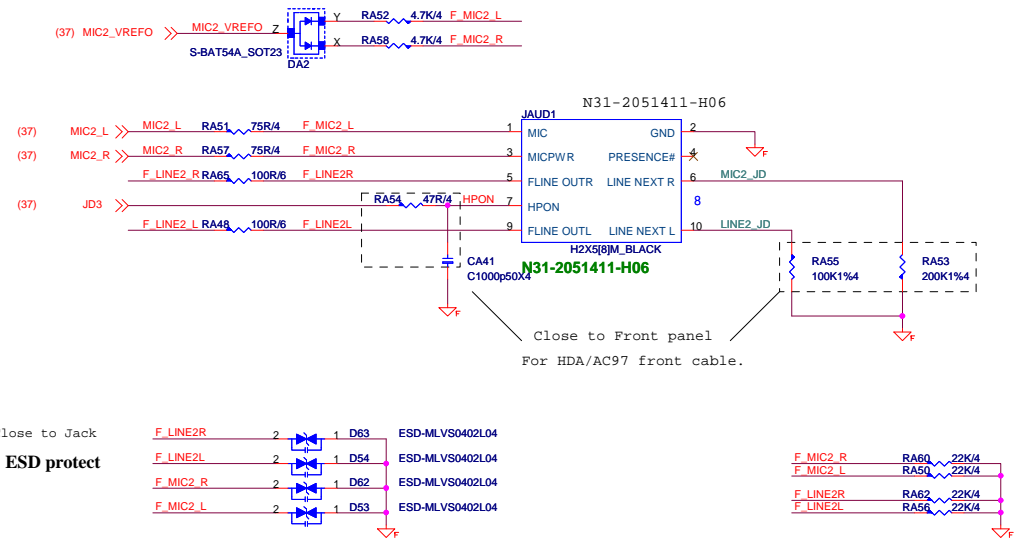 Y RA52 4.7K/4 F_MIC2_L
(37) MIC2_VREFO MIC2_VREFO Z
X RA58 4.7K/4 F_MIC2_R
S-BAT54A_SOT23
DA2
N31-2051411-H06
JAUD1
(37) MIC2_L MIC2_L RA51 75R/4 F_MIC2_L 1 MIC GND 2
F
(37) MIC2_R MIC2_R RA57 75R/4 F_MIC2_R 3 MICPWR PRESENCE# 4
F_LINE2_R RA65 100R/6 F_LINE2R 5 FLINE OUTR LINE NEXT R 6 MIC2_JD
(37) JD3 RA54 47R/4 HPON 7 HPON 8
F_LINE2_L RA48 100R/6 F_LINE2L 9 FLINE OUTL LINE NEXT L 10 LINE2_JD
H2X5[8]M_BLACK
N31-2051411-H06
CA41
C1000p50X4
RA55
100K1%4
RA53
200K1%4
F
F
Close to Front panel
For HDA/AC97 front cable.
lose to Jack
ESD protect
F_LINE2R 2 1 D63 ESD-MLVS0402L04
F_LINE2L 2 1 D54 ESD-MLVS0402L04
F_MIC2_R 2 1 D62 ESD-MLVS0402L04
F_MIC2_L 2 1 D53 ESD-MLVS0402L04
F
F_MIC2_R RA60 22K/4
F_MIC2_L RA50 22K/4
F_LINE2R RA62 22K/4
F_LINE2L RA56 22K/4
F